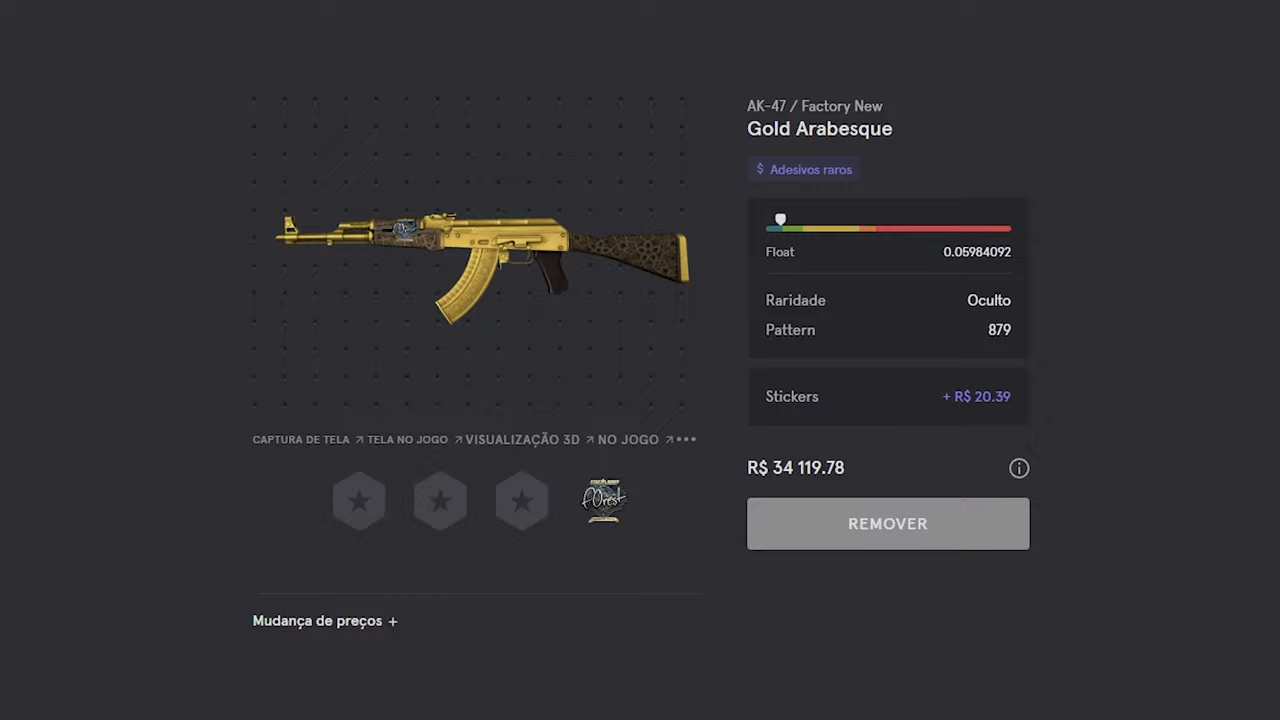 AK-47 / Factory New
Gold Arabesque
$ Adesivos raros
Float 0.05984092
Raridade Oculto
Pattern 879
Stickers + R$ 20.39
CAPTURA DE TELA TELA NO JOGO VISUALIZAÇÃO 3D NO JOGO •••
f0rest
R$ 34 119.78
REMOVER
Mudança de preços +